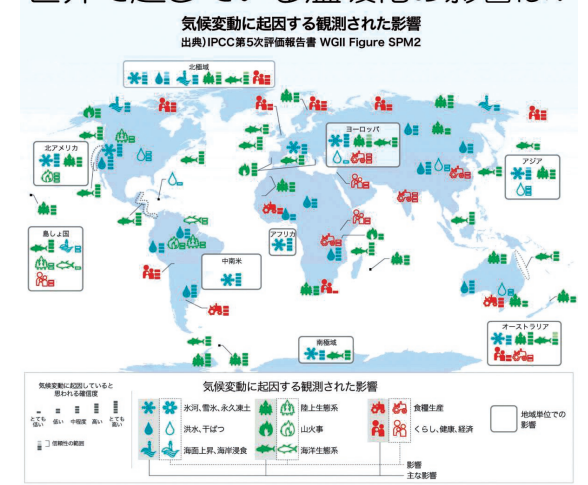 気候変動に起因する観測された影響
出典）IPCC第5次評価報告書 WGII Figure SPM2
北極域
北アメリカ
ヨーロッパ
アジア
島しょ国
アフリカ
中南米
オーストラリア
南極域
気候変動に起因していると
思われる確信度
とても
低い
低い
中程度
高い
とても
高い
信頼性の範囲
気候変動に起因する観測された影響
氷河、雪氷、永久凍土
洪水、干ばつ
海面上昇、海岸浸食
陸上生態系
山火事
海洋生態系
食糧生産
くらし、健康、経済
影響
主な影響
地域単位での
影響